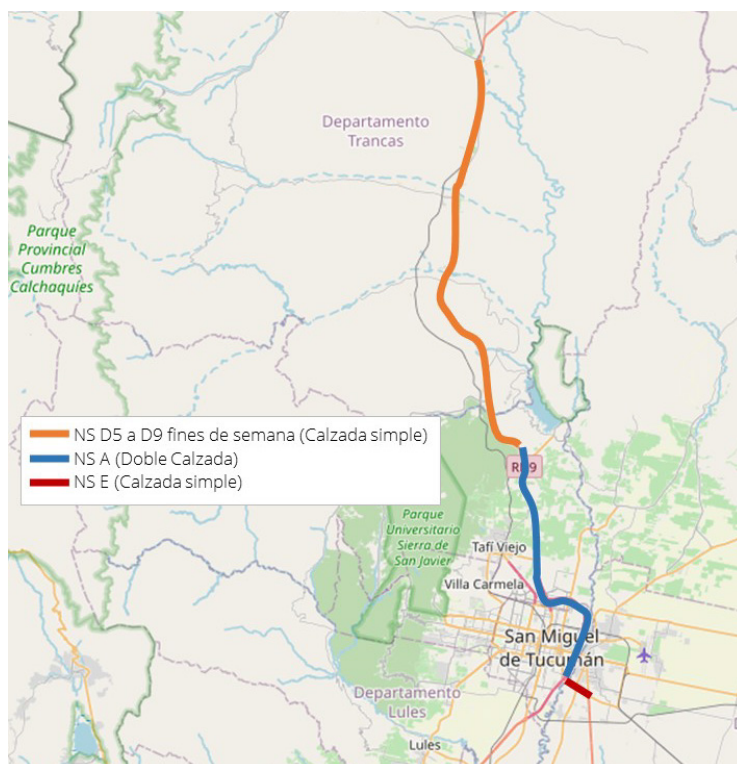 Departamento
Trancas
Parque
Provincial
Cumbres
Calchaquíes
NS D5 a D9 fines de semana (Calzada simple)
NS A (Doble Calzada)
NS E (Calzada simple)
Parque
Universitario
Sierra de
San Javier
Tafí Viejo
Villa Carmela
San Miguel
de Tucumán
Departamento
Lules
Lules